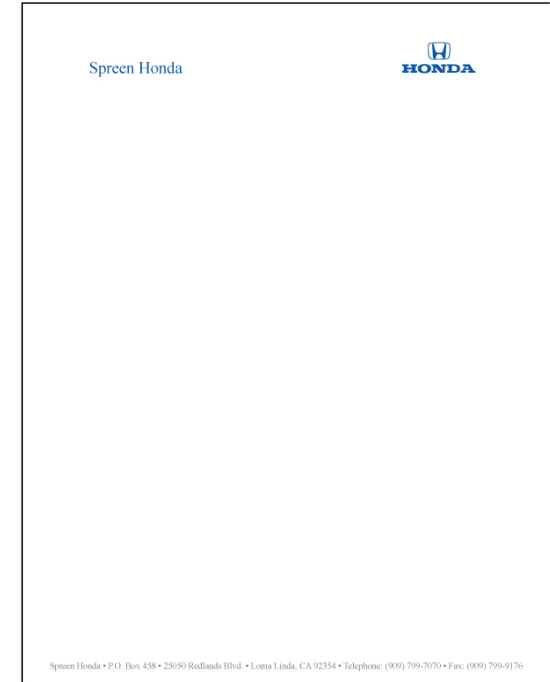 Spreen Honda
HONDA
Spreen Honda • P.O. Box 458 • 25050 Redlands Blvd. • Loma Linda, CA 92354 • Telephone: (909) 799-7070 • Fax: (909) 799-9176